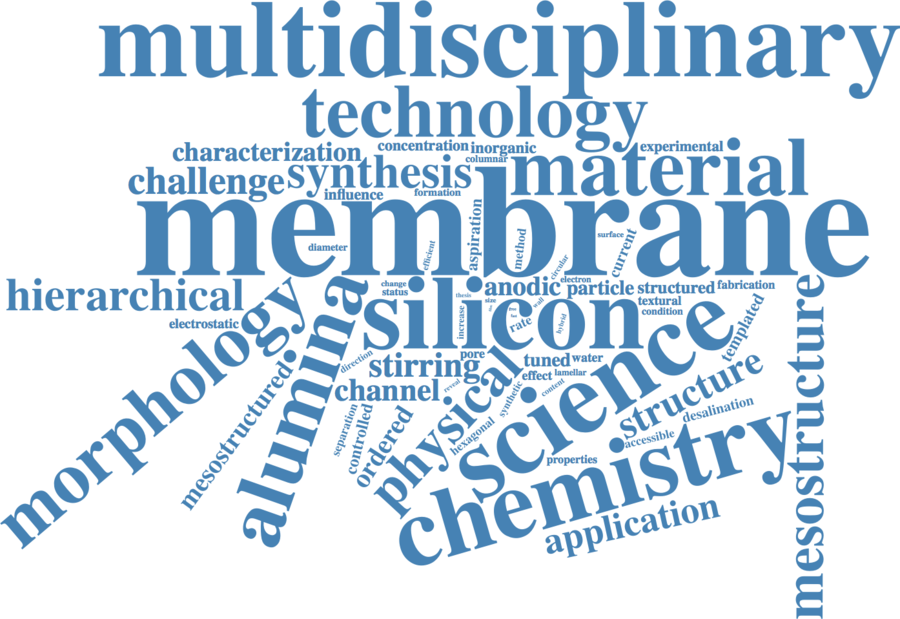 multidisciplinary
technology
characterization
concentration
inorganic
experimental
columnar
challenge
synthesis
material
influence
formation
membrane
diameter
efficient
aspiration
method
circular
surface
current
hierarchical
change
status
silicon
anodic
electron
particle
structured
fabrication
textural
condition
electrostatic
thesis
size
increase
rate
wall
hybrid
templated
morphology
alumina
direction
stirring
pore
tuned
water
effect
lamellar
science
mesostructure
mesostructured
channel
reveal
physical
synthetic
content
structure
desalination
accessible
separation
controlled
ordered
hexagonal
properties
chemistry
application